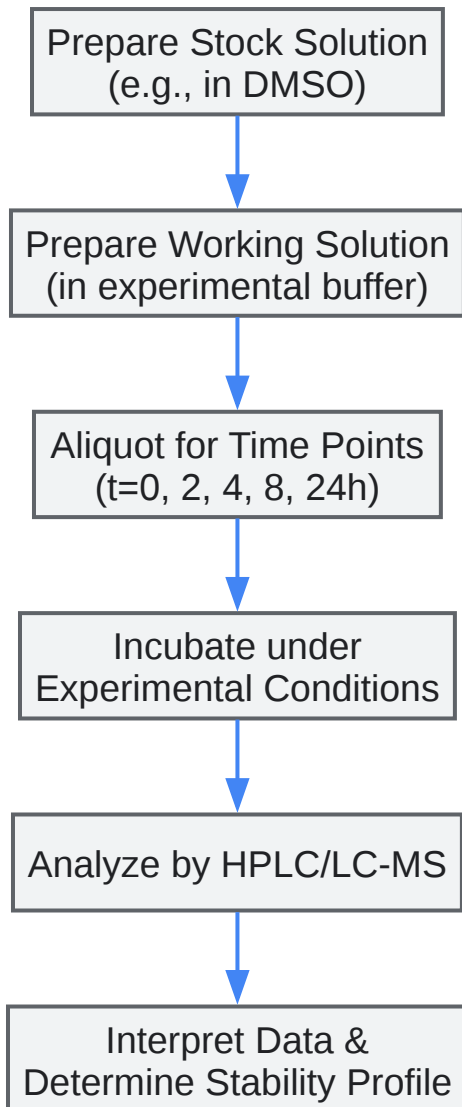 Prepare Stock Solution
(e.g., in DMSO)
Prepare Working Solution
(in experimental buffer)
Aliquot for Time Points
(t=0, 2, 4, 8, 24h)
Incubate under
Experimental Conditions
Analyze by HPLC/LC-MS
Interpret Data &
Determine Stability Profile